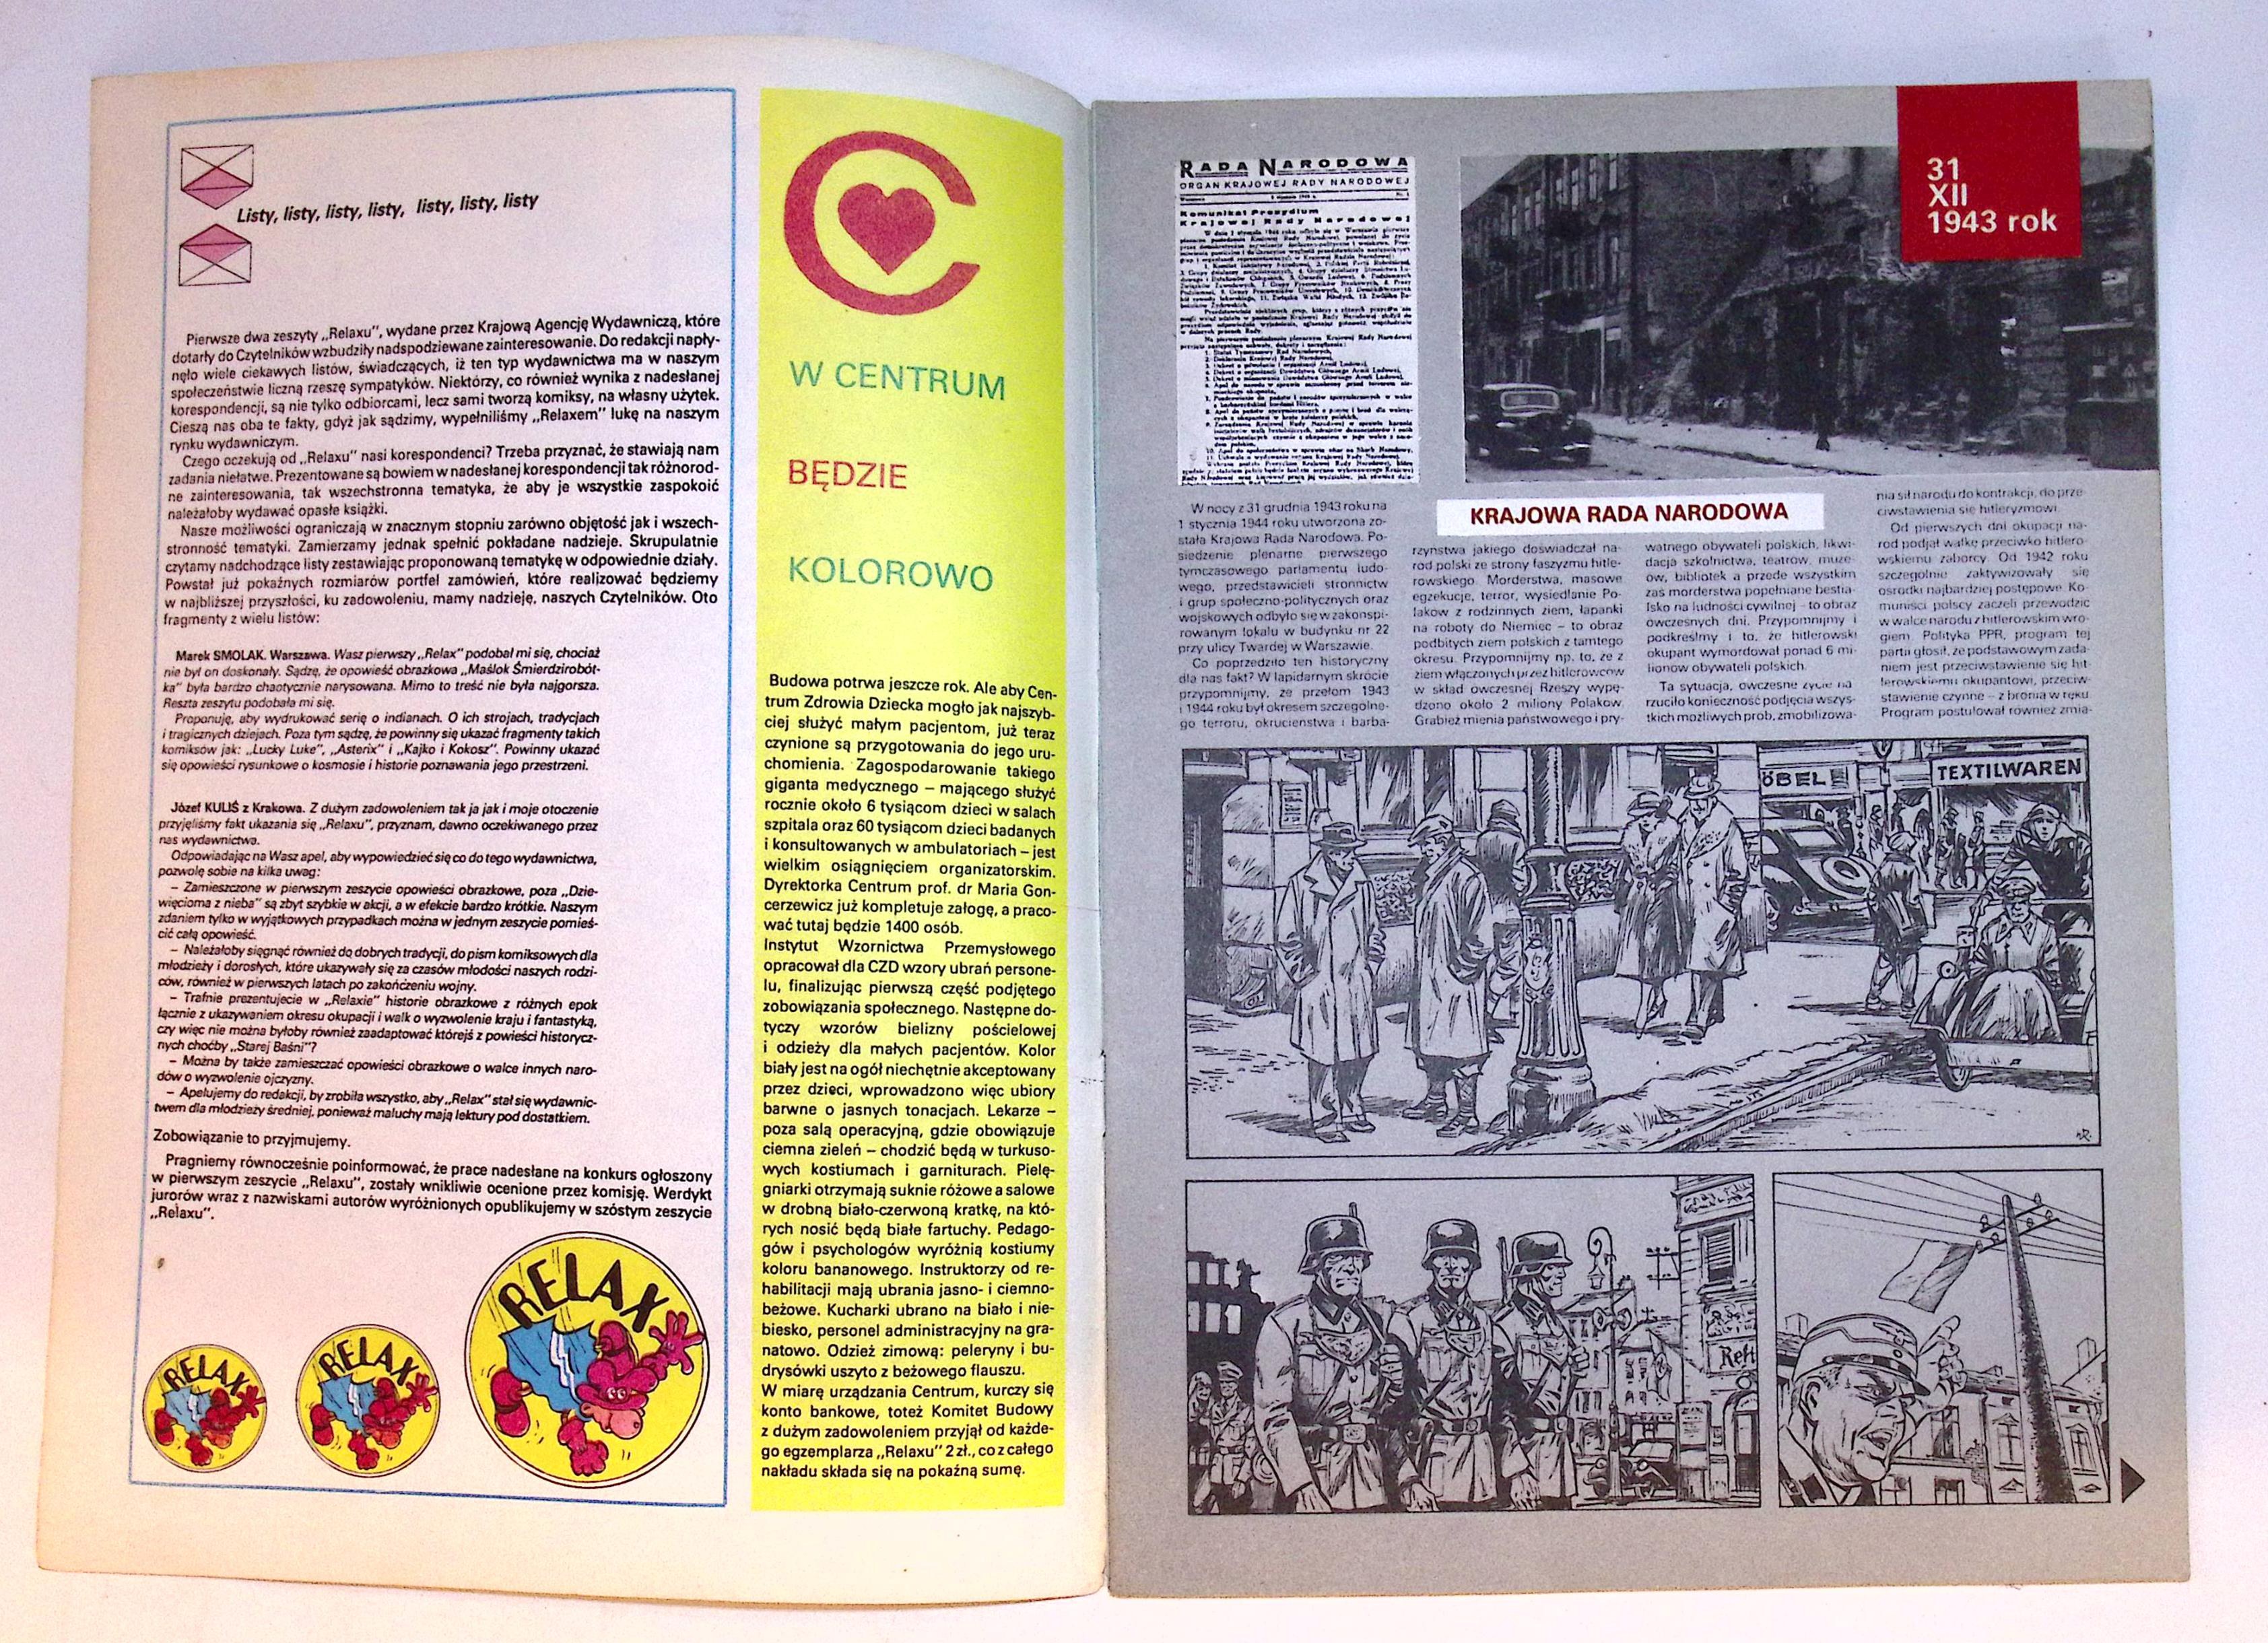 Listy, listy, listy, listy, listy, listy, listy
Pierwsze dwa zeszyty „Relaxu”, wydane przez Krajową Agencję Wydawniczą, które
dotarły do Czytelników wzbudziły nadspodziewane zainteresowanie. Do redakcji napły-
nęło wiele ciekawych listów, świadczących, iż ten typ wydawnictwa ma w naszym
społeczeństwie liczną rzeszę sympatyków. Niektórzy, co również wynika z nadesłanej
korespondencji, są nie tylko odbiorcami, lecz sami tworzą komiksy, na własny użytek.
Cieszą nas oba te fakty, gdyż jak sądzimy, wypełniliśmy „Relaxem” lukę na naszym
rynku wydawniczym.
Czego oczekują od „Relaxu” nasi korespondenci? Trzeba przyznać, że stawiają nam
zadania niełatwe. Prezentowane są bowiem w nadesłanej korespondencji tak różnorod-
ne zainteresowania, tak wszechstronna tematyka, że aby je wszystkie zaspokoić
należałoby wydawać opasłe książki.
Nasze możliwości ograniczają w znacznym stopniu zarówno objętość jak i wszech-
stronność tematyki. Zamierzamy jednak spełnić pokładane nadzieje. Skrupulatnie
czytamy nadchodzące listy zestawiając proponowaną tematykę w odpowiednie działy.
Powstał już pokaźnych rozmiarów portfel zamówień, które realizować będziemy
w najbliższej przyszłości, ku zadowoleniu, mamy nadzieję, naszych Czytelników. Oto
fragmenty z wielu listów:
Marek SMOLAK. Warszawa. Wasz pierwszy „Relax” podobał mi się, chociaż
nie był on doskonały. Sądzę, że opowieść obrazkowa „Maślok Śmierdzirobót-
ka” była bardzo chaotycznie narysowana. Mimo to treść nie była najgorsza.
Reszta zeszytu podobała mi się.
Proponuję, aby wydrukować serię o indianach. O ich strojach, tradycjach
i tragicznych dziejach. Poza tym sądzę, że powinny się ukazać fragmenty takich
komiksów jak: „Lucky Luke”, „Asterix” i „Kajko i Kokosz”. Powinny ukazać
się opowieści rysunkowe o kosmosie i historie poznawania jego przestrzeni.
Józef KULIŚ z Krakowa. Z dużym zadowoleniem tak ja jak i moje otoczenie
przyjęliśmy fakt ukazania się „Relaxu”, przyznam, dawno oczekiwanego przez
nas wydawnictwa.
Odpowiadając na Wasz apel, aby wypowiedzieć się co do tego wydawnictwa,
pozwolę sobie na kilka uwag:
– Zamieszczone w pierwszym zeszycie opowieści obrazkowe, poza „Dzie-
więcioma z nieba” są zbyt szybkie w akcji, a w efekcie bardzo krótkie. Naszym
zdaniem tylko w wyjątkowych przypadkach można w jednym zeszycie pomieś-
cić całą opowieść.
– Należałoby sięgnąć również do dobrych tradycji, do pism komiksowych dla
młodzieży i dorosłych, które ukazywały się za czasów młodości naszych rodzi-
ców, również w pierwszych latach po zakończeniu wojny.
– Trafnie prezentujecie w „Relaxie” historie obrazkowe z różnych epok
łącznie z ukazywaniem okresu okupacji i walk o wyzwolenie kraju i fantastyką,
czy więc nie można byłoby również zaadaptować którejś z powieści historycz-
nych choćby „Starej Baśni”?
– Można by także zamieszczać opowieści obrazkowe o walce innych naro-
dów o wyzwolenie ojczyzny.
– Apelujemy do redakcji, by zrobiła wszystko, aby „Relax” stał się wydawnic-
twem dla młodzieży średniej, ponieważ maluchy mają lektury pod dostatkiem.
Zobowiązanie to przyjmujemy.
Pragniemy równocześnie poinformować, że prace nadesłane na konkurs ogłoszony
w pierwszym zeszycie „Relaxu”, zostały wnikliwie ocenione przez komisję. Werdykt
jurorów wraz z nazwiskami autorów wyróżnionych opublikujemy w szóstym zeszycie
„Relaxu”.
RELAX
RELAX
RELAX
W CENTRUM
BĘDZIE
KOLOROWO
Budowa potrwa jeszcze rok. Ale aby Cen-
trum Zdrowia Dziecka mogło jak najszyb-
ciej służyć małym pacjentom, już teraz
czynione są przygotowania do jego uru-
chomienia. Zagospodarowanie takiego
giganta medycznego – mającego służyć
rocznie około 6 tysiącom dzieci w salach
szpitala oraz 60 tysiącom dzieci badanych
i konsultowanych w ambulatoriach – jest
wielkim osiągnięciem organizatorskim.
Dyrektorka Centrum prof. dr Maria Gon-
cerzewicz już kompletuje załogę, a praco-
wać tutaj będzie 1400 osób.
Instytut Wzornictwa Przemysłowego
opracował dla CZD wzory ubrań persone-
lu, finalizując pierwszą część podjętego
zobowiązania społecznego. Następne do-
tyczy wzorów bielizny pościelowej
i odzieży dla małych pacjentów. Kolor
biały jest na ogół niechętnie akceptowany
przez dzieci, wprowadzono więc ubiory
barwne o jasnych tonacjach. Lekarze –
poza salą operacyjną, gdzie obowiązuje
ciemna zieleń – chodzić będą w turkuso-
wych kostiumach i garniturach. Pielę-
gniarki otrzymają suknie różowe a salowe
w drobną biało-czerwoną kratkę, na któ-
rych nosić będą białe fartuchy. Pedago-
gów i psychologów wyróżnią kostiumy
koloru bananowego. Instruktorzy od re-
habilitacji mają ubrania jasno- i ciemno-
beżowe. Kucharki ubrano na biało i nie-
biesko, personel administracyjny na gra-
natowo. Odzież zimową: peleryny i bu-
drysówki uszyto z beżowego flauszu.
W miarę urządzania Centrum, kurczy się
konto bankowe, toteż Komitet Budowy
z dużym zadowoleniem przyjął od każde-
go egzemplarza „Relaxu” 2 zł., co z całego
nakładu składa się na pokaźną sumę.
RADA NARODOWA
ORGAN KRAJOWEJ RADY NARODOWEJ
Komunikat Prezydium
Krajowej Rady Narodowej
31
XII
1943 rok
KRAJOWA RADA NARODOWA
W nocy z 31 grudnia 1943 roku na
1 stycznia 1944 roku utworzona zo-
stała Krajowa Rada Narodowa. Po-
siedzenie plenarne pierwszego
tymczasowego parlamentu ludo-
wego, przedstawicieli stronnictw
i grup społeczno-politycznych oraz
wojskowych odbyło się w zakonspi-
rowanym lokalu w budynku nr 22
przy ulicy Twardej w Warszawie.
Co poprzedziło ten historyczny
dla nas fakt? W lapidarnym skrócie
przypomnijmy, że przełom 1943
i 1944 roku był okresem szczególne-
go terroru, okrucieństwa i barba-
rzyństwa jakiego doświadczał na-
ród polski ze strony faszyzmu hitle-
rowskiego. Morderstwa, masowe
egzekucje, terror, wysiedlanie Po-
laków z rodzinnych ziem, łapanki
na roboty do Niemiec – to obraz
podbitych ziem polskich z tamtego
okresu. Przypomnijmy np. to, że z
ziem włączonych przez hitlerowców
w skład ówczesnej Rzeszy wypę-
dzono około 2 miliony Polaków.
Grabież mienia państwowego i pry-
watnego obywateli polskich, likwi-
dacja szkolnictwa, teatrów, muze-
ów, bibliotek a przede wszystkim
zaś morderstwa popełniane bestia-
lsko na ludności cywilnej – to obraz
ówczesnych dni. Przypomnijmy i
podkreślmy i to, że hitlerowski
okupant wymordował ponad 6 mi-
lionów obywateli polskich.
Ta sytuacja, ówczesne życie na
rzuciło konieczność podjęcia wszys-
tkich możliwych prób, zmobilizowa-
nia sił narodu do kontrakcji, do prze-
ciwstawienia się hitleryzmowi.
Od pierwszych dni okupacji na-
ród podjął walkę przeciwko hitlero-
wskiemu zaborcy. Od 1942 roku
szczególnie zaktywizowały się
ośrodki najbardziej postępowe. Ko-
muniści polscy zaczęli przewodzić
w walce narodu z hitlerowskim wro-
giem. Polityka PPR, program tej
partii głosił, że podstawowym zada-
niem jest przeciwstawienie się hit-
lerowskiemu okupantowi, przeciw-
stawienie czynne – z bronią w ręku.
Program postulował również zmia-
ÖBEL
TEXTILWAREN
Rest